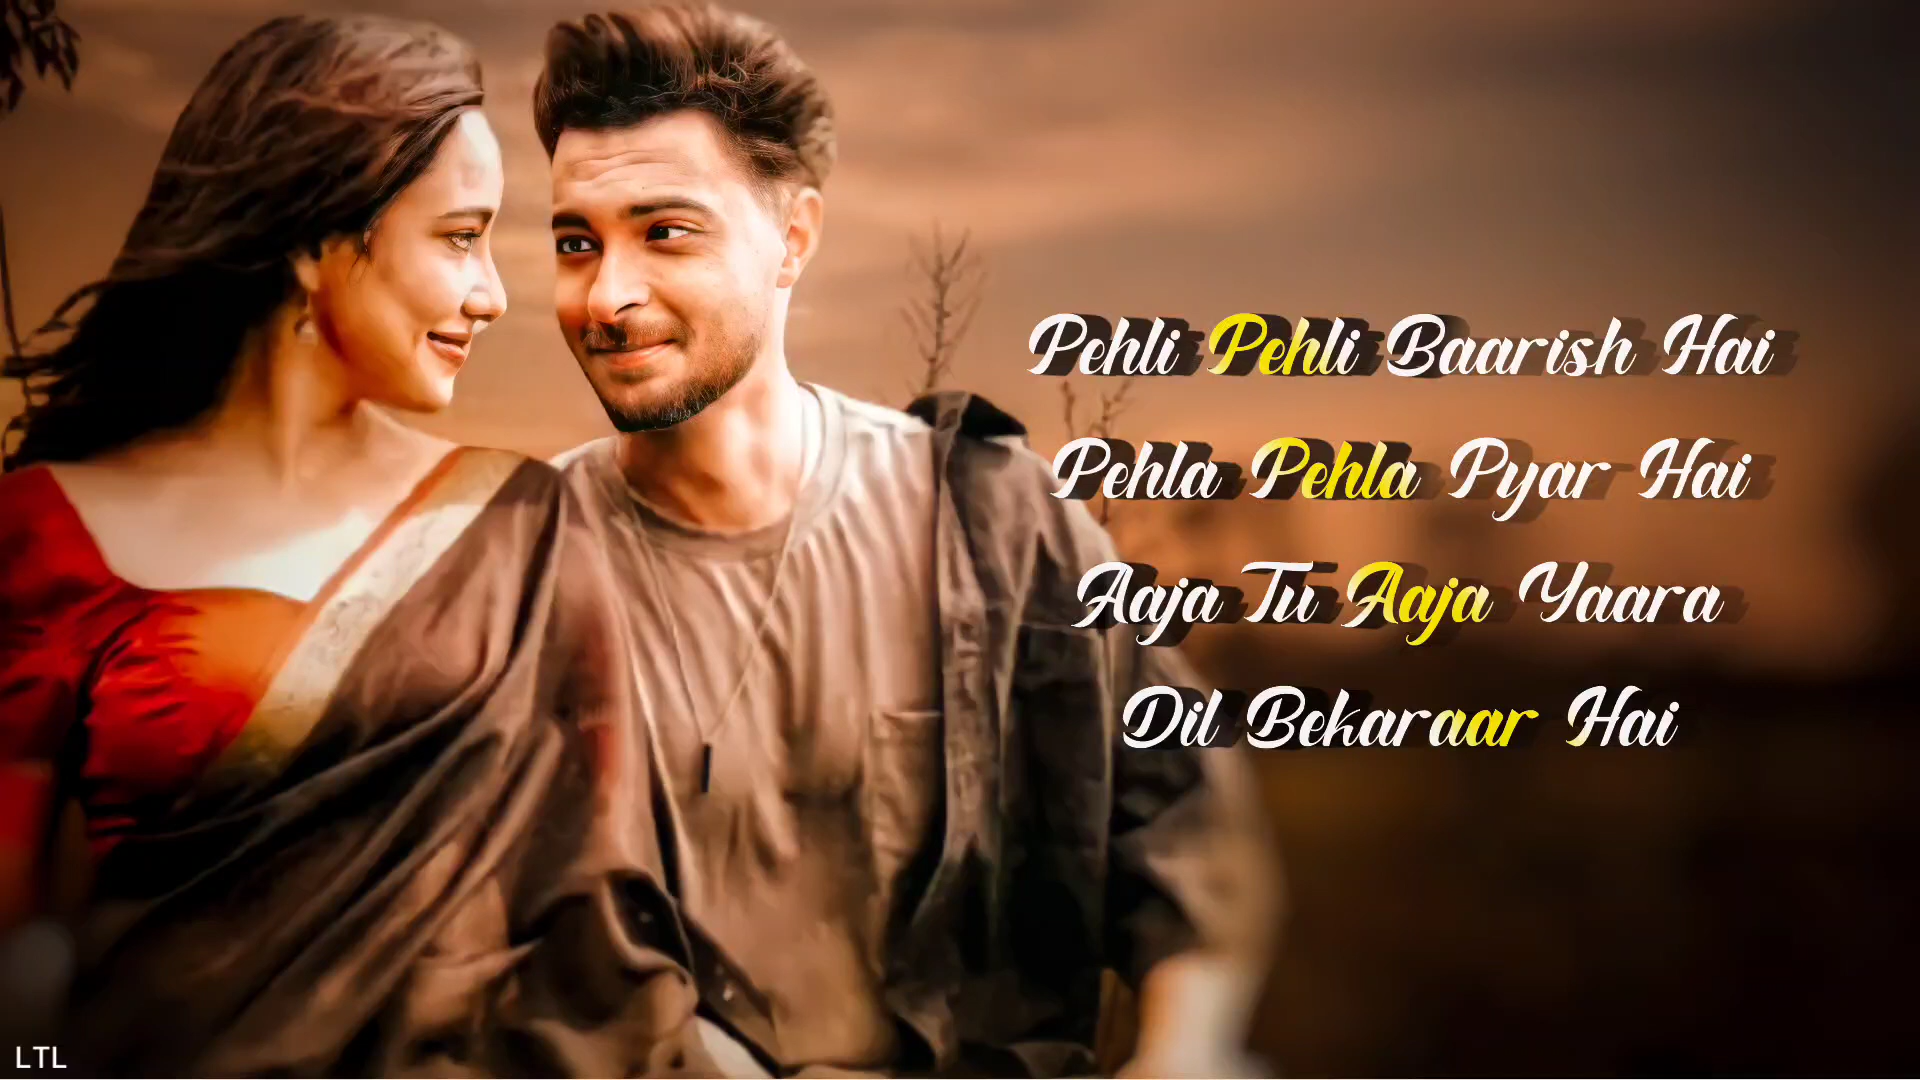 Pehli Pehli Baarish Hai
Pehla Pehla Pyar Hai
Aaja Tu Aaja Yaara
Dil Bekaraar Hai
LTL